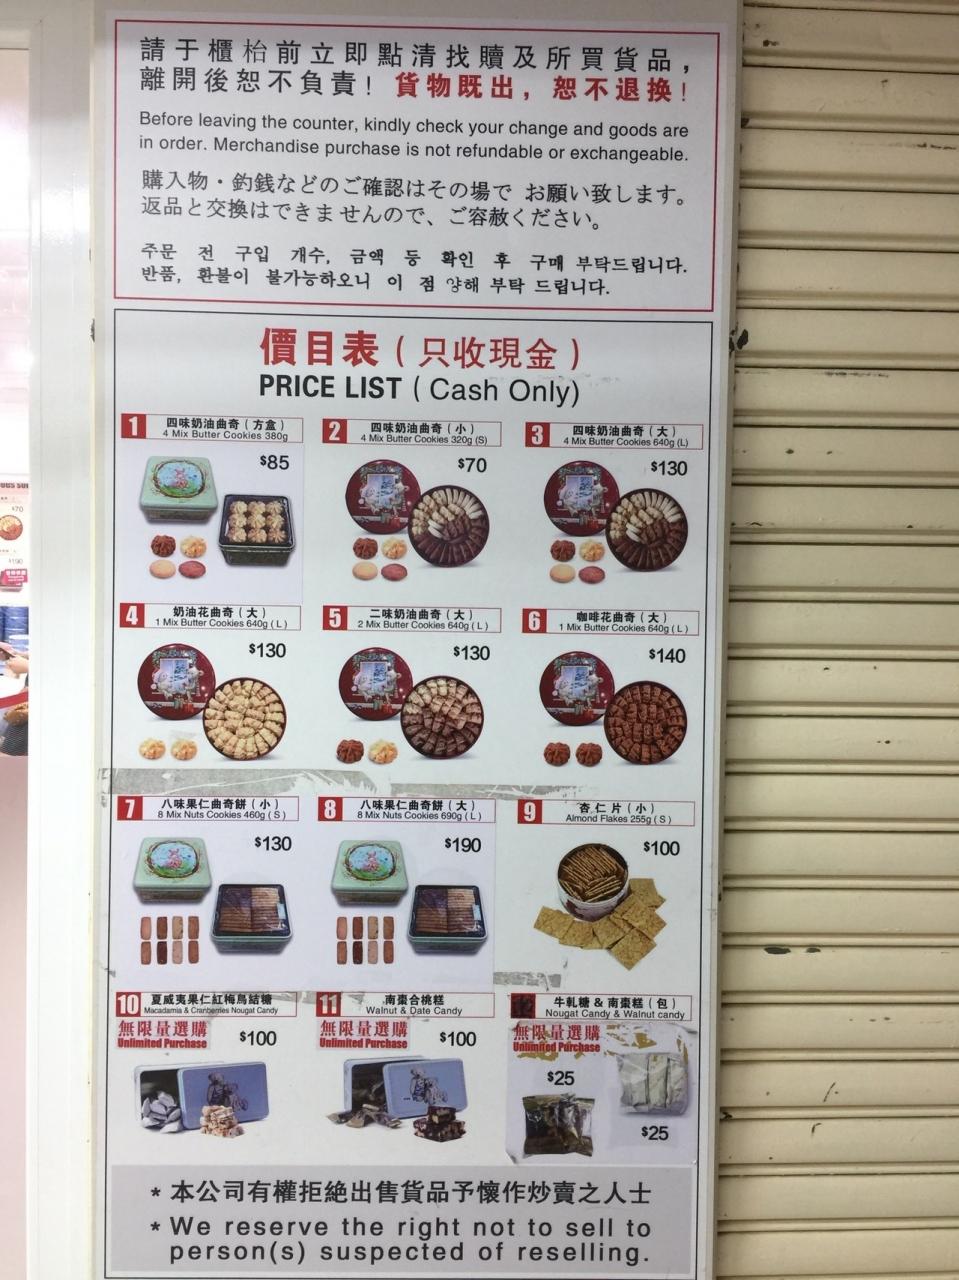 請于櫃枱前立即點清找贖及所買貨品，
離開後恕不負責！貨物既出，恕不退換！
Before leaving the counter, kindly check your change and goods are
in order. Merchandise purchase is not refundable or exchangeable.
購入物・釣銭などのご確認はその場で お願い致します。
返品と交換はできま せんので、ご容赦ください。
주문 전 구입 개수, 금액 등 확인 후 구매 부탁드립니다.
반품, 환불이 불가능하오니 이 점 양해 부탁 드립니다.
價目表（只收現金）
PRICE LIST ( Cash Only)
1 四味奶油曲奇（方盒）
4 Mix Butter Cookies 380g
$85
2 四味奶油曲奇（小）
4 Mix Butter Cookies 320g (S)
$70
3 四味奶油曲奇（大）
4 Mix Butter Cookies 640g (L)
$130
4 奶油花曲奇（大）
1 Mix Butter Cookies 640g ( L )
$130
5 二味奶油曲奇（大）
2 Mix Butter Cookies 640g ( L )
$130
6 咖啡花曲奇（大）
1 Mix Butter Cookies 640g ( L )
$140
7 八味果仁曲奇餅（小）
8 Mix Nuts Cookies 460g ( S )
$130
8 八味果仁曲奇餅（大）
8 Mix Nuts Cookies 690g ( L )
$190
9 杏仁片（小）
Almond Flakes 255g ( S )
$100
10 夏威夷果仁紅梅鳥結糖
Macadamia & Cranberries Nougat Candy
無限量選購
Unlimited Purchase
$100
11 南棗合桃糕
Walnut & Date Candy
無限量選購
Unlimited Purchase
$100
12 牛軋糖 & 南棗糕（包）
Nougat Candy & Walnut candy
無限量選購
Unlimited Purchase
$25
$25
* 本公司有權拒絶出售貨品予懷作炒賣之人士
* We reserve the right not to sell to
person(s) suspected of reselling.
$70
$190